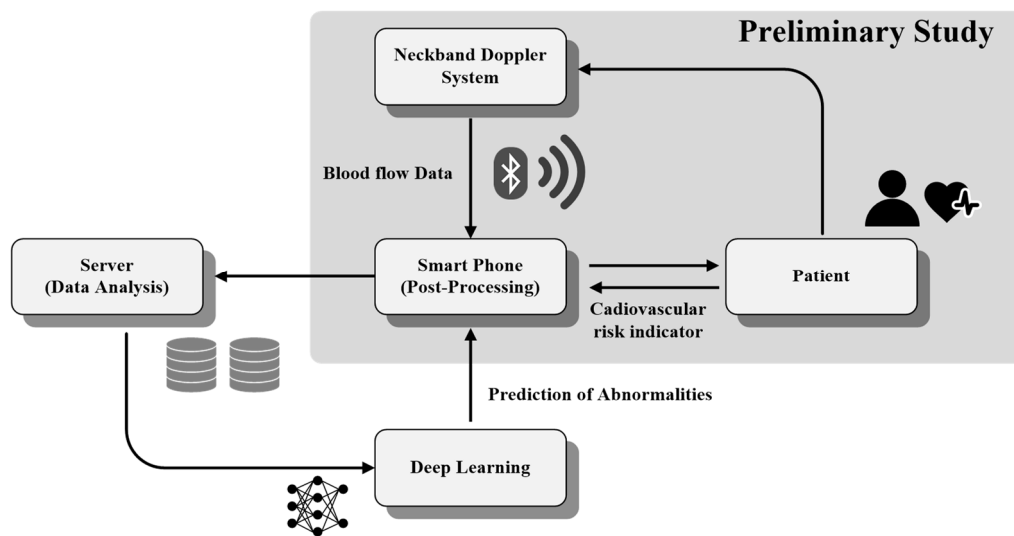 Preliminary Study
Neckband Doppler
System
Blood flow Data
Server
(Data Analysis)
Smart Phone
(Post-Processing)
Patient
Cadiovascular
risk indicator
Prediction of Abnormalities
Deep Learning